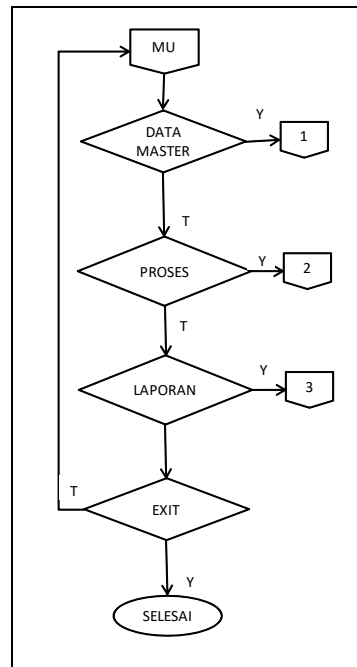 MU
Y
DATA
MASTER
1
T
Y
PROSES
2
T
Y
LAPORAN
3
T
EXIT
Y
SELESAI